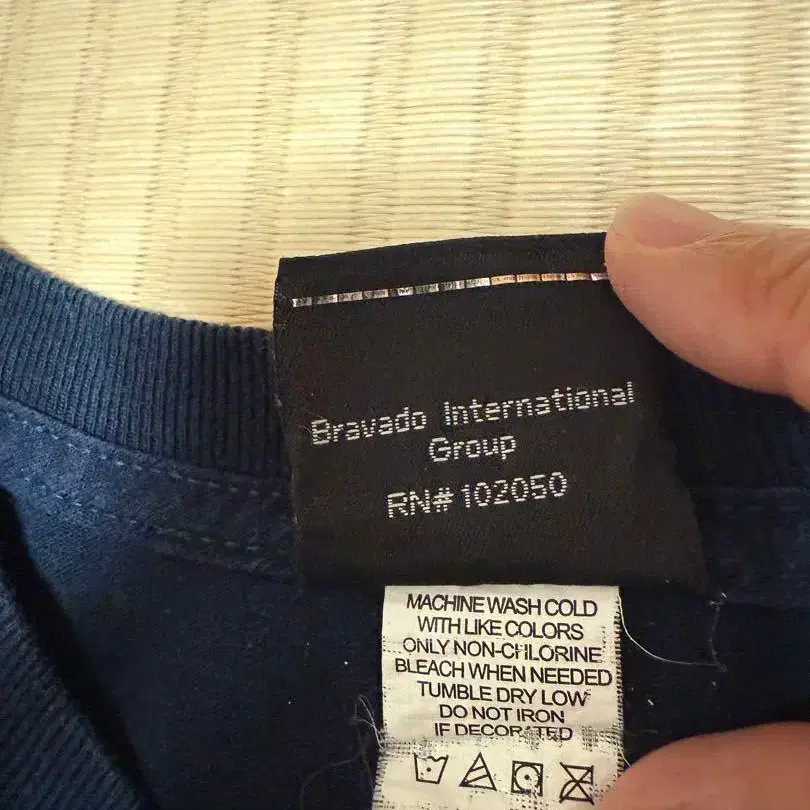 Bravado International
Group
RN# 102050
MACHINE WASH COLD
WITH LIKE COLORS
ONLY NON-CHLORINE
BLEACH WHEN NEEDED
TUMBLE DRY LOW
DO NOT IRON
IF DECORATED